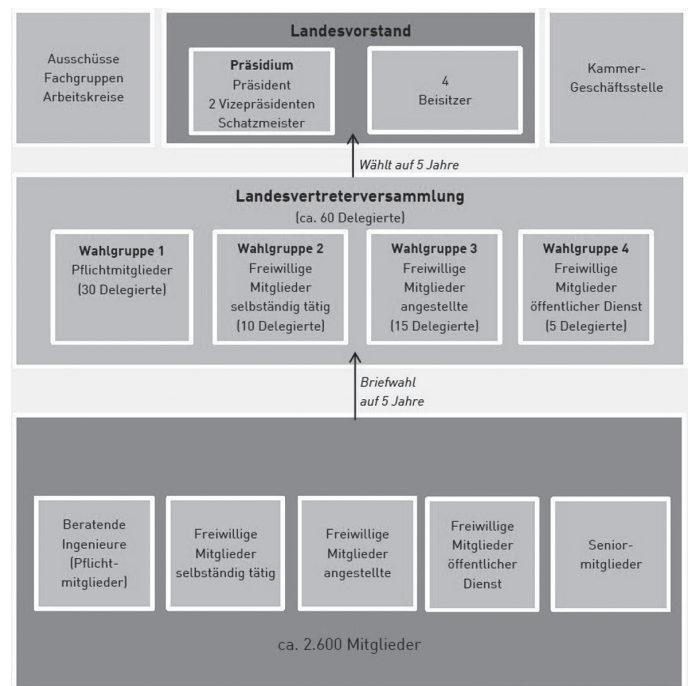 Ausschüsse
Fachgruppen
Arbeitskreise
Landesvorstand
Präsidium
Präsident
2 Vizepräsidenten
Schatzmeister
4
Beisitzer
Kammer-
Geschäftsstelle
Wählt auf 5 Jahre
Landesvertreterversammlung
(ca. 60 Delegierte)
Wahlgruppe 1
Pflichtmitglieder
(30 Delegierte)
Wahlgruppe 2
Freiwillige
Mitglieder
selbständig tätig
(10 Delegierte)
Wahlgruppe 3
Freiwillige
Mitglieder
angestellte
(15 Delegierte)
Wahlgruppe 4
Freiwillige
Mitglieder
öffentlicher Dienst
(5 Delegierte)
Briefwahl
auf 5 Jahre
Beratende
Ingenieure
(Pflicht-
mitglieder)
Freiwillige
Mitglieder
selbständig tätig
Freiwillige
Mitglieder
angestellte
Freiwillige
Mitglieder
öffentlicher
Dienst
Senior-
mitglieder
ca. 2.600 Mitglieder